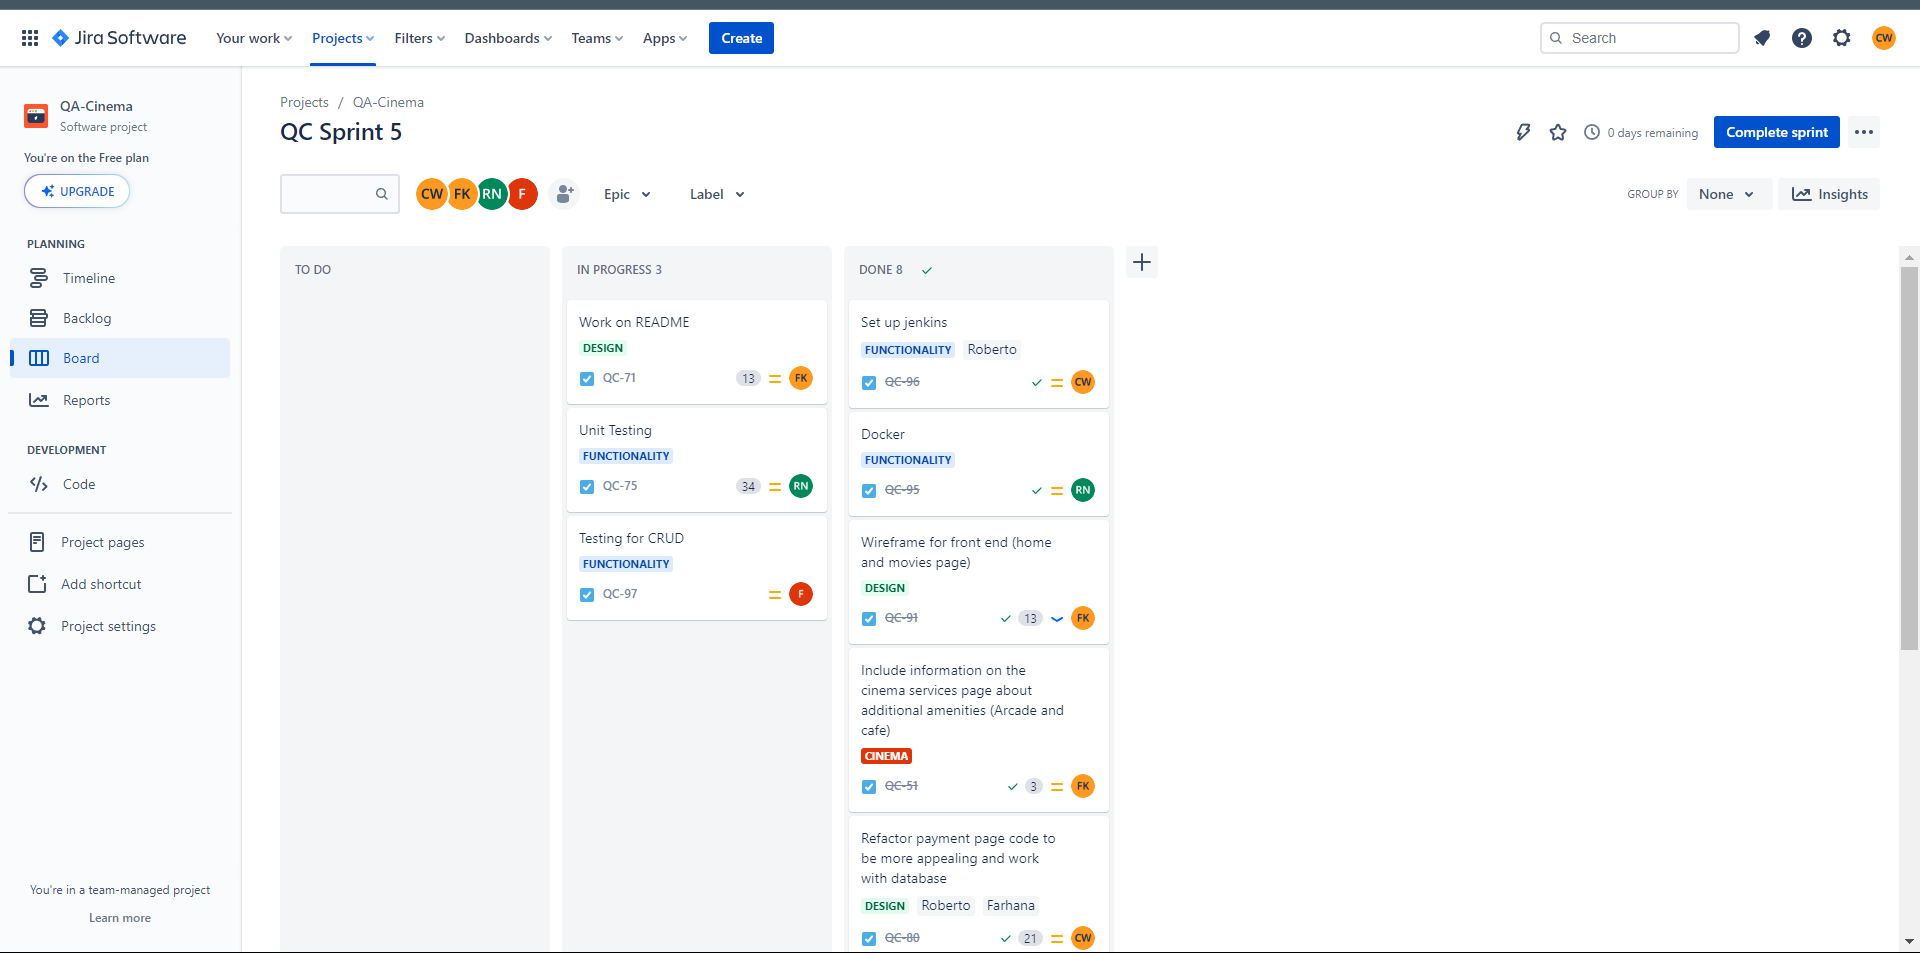 Jira Software
Your work
Projects
Filters
Dashboards
Teams
Apps
Create
Search
CW
QA-Cinema
Software project
You're on the Free plan
UPGRADE
PLANNING
Timeline
Backlog
Board
Reports
DEVELOPMENT
Code
Project pages
Add shortcut
Project settings
You're in a team-managed project
Learn more
Projects / QA-Cinema
QC Sprint 5
0 days remaining
Complete sprint
CW FK RN F
Epic
Label
GROUP BY
None
Insights
TO DO
IN PROGRESS 3
Work on README
DESIGN
QC-71 13 FK
Unit Testing
FUNCTIONALITY
QC-75 34 RN
Testing for CRUD
FUNCTIONALITY
QC-97 F
DONE 8
Set up jenkins
FUNCTIONALITY Roberto
QC-96 CW
Docker
FUNCTIONALITY
QC-95 RN
Wireframe for front end (home
and movies page)
DESIGN
QC-91 13 FK
Include information on the
cinema services page about
additional amenities (Arcade and
cafe)
CINEMA
QC-51 3 FK
Refactor payment page code to
be more appealing and work
with database
DESIGN Roberto Farhana
QC-80 21 CW